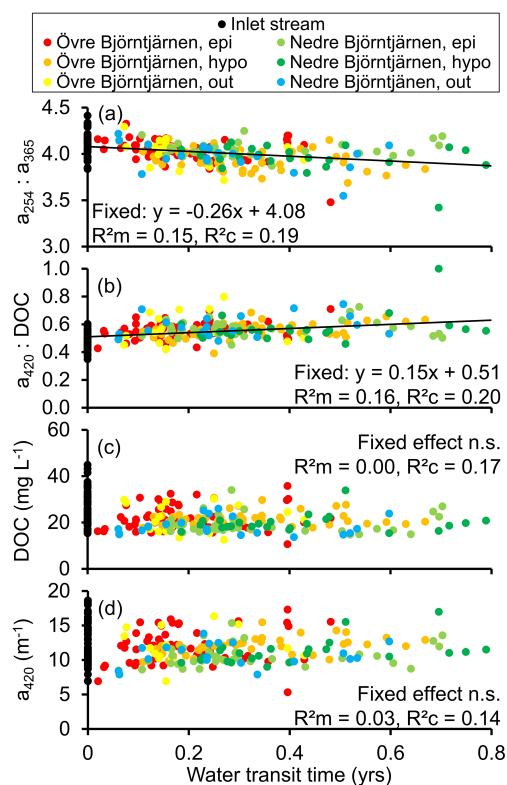 Inlet stream
Övre Björntjärnen, epi
Nedre Björntjärnen, epi
Övre Björntjärnen, hypo
Nedre Björntjärnen, hypo
Övre Björntjärnen, out
Nedre Björntjänen, out
(a)
4.5
4.0
3.5
3.0
a254 : a365
Fixed: y = -0.26x + 4.08
R²m = 0.15, R²c = 0.19
(b)
1.0
0.8
0.6
0.4
0.2
0.0
a420 : DOC
Fixed: y = 0.15x + 0.51
R²m = 0.16, R²c = 0.20
(c)
60
40
20
0
DOC (mg L-1)
Fixed effect n.s.
R²m = 0.00, R²c = 0.17
(d)
20
15
10
5
0
a420 (m-1)
Fixed effect n.s.
R²m = 0.03, R²c = 0.14
0 0.2 0.4 0.6 0.8
Water transit time (yrs)